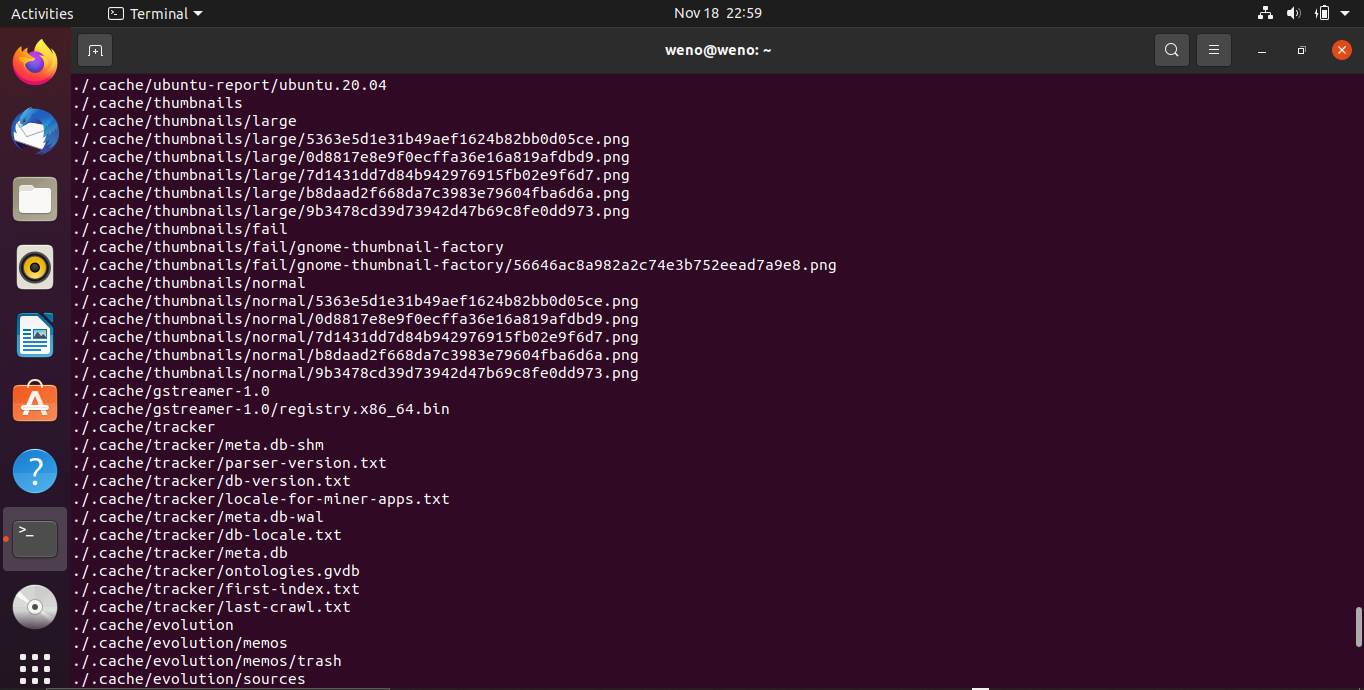 Activities
Terminal
Nov 18 22:59
weno@weno: ~
./.cache/ubuntu-report/ubuntu.20.04
./.cache/thumbnails
./.cache/thumbnails/large
./.cache/thumbnails/large/5363e5d1e31b49aef1624b82bb0d05ce.png
./.cache/thumbnails/large/0d8817e8e9f0ecffa36e16a819afdbd9.png
./.cache/thumbnails/large/7d1431dd7d84b942976915fb02e9f6d7.png
./.cache/thumbnails/large/b8daad2f668da7c3983e79604fba6d6a.png
./.cache/thumbnails/large/9b3478cd39d73942d47b69c8fe0dd973.png
./.cache/thumbnails/fail
./.cache/thumbnails/fail/gnome-thumbnail-factory
./.cache/thumbnails/fail/gnome-thumbnail-factory/56646ac8a982a2c74e3b752eead7a9e8.png
./.cache/thumbnails/normal
./.cache/thumbnails/normal/5363e5d1e31b49aef1624b82bb0d05ce.png
./.cache/thumbnails/normal/0d8817e8e9f0ecffa36e16a819afdbd9.png
./.cache/thumbnails/normal/7d1431dd7d84b942976915fb02e9f6d7.png
./.cache/thumbnails/normal/b8daad2f668da7c3983e79604fba6d6a.png
./.cache/thumbnails/normal/9b3478cd39d73942d47b69c8fe0dd973.png
./.cache/gstreamer-1.0
./.cache/gstreamer-1.0/registry.x86_64.bin
./.cache/tracker
./.cache/tracker/meta.db-shm
./.cache/tracker/parser-version.txt
./.cache/tracker/db-version.txt
./.cache/tracker/locale-for-miner-apps.txt
./.cache/tracker/meta.db-wal
./.cache/tracker/db-locale.txt
./.cache/tracker/meta.db
./.cache/tracker/ontologies.gvdb
./.cache/tracker/first-index.txt
./.cache/tracker/last-crawl.txt
./.cache/evolution
./.cache/evolution/memos
./.cache/evolution/memos/trash
./.cache/evolution/sources